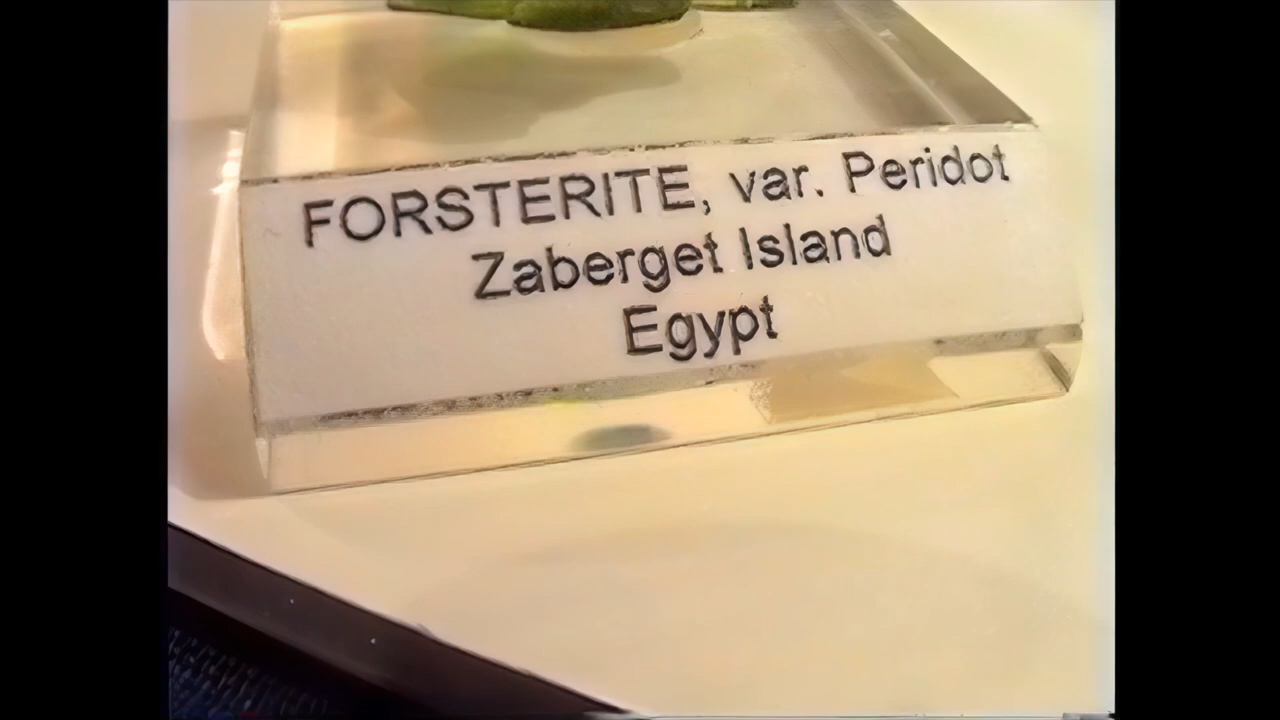 FORSTERITE, var. Peridot
Zaberget Island
Egypt